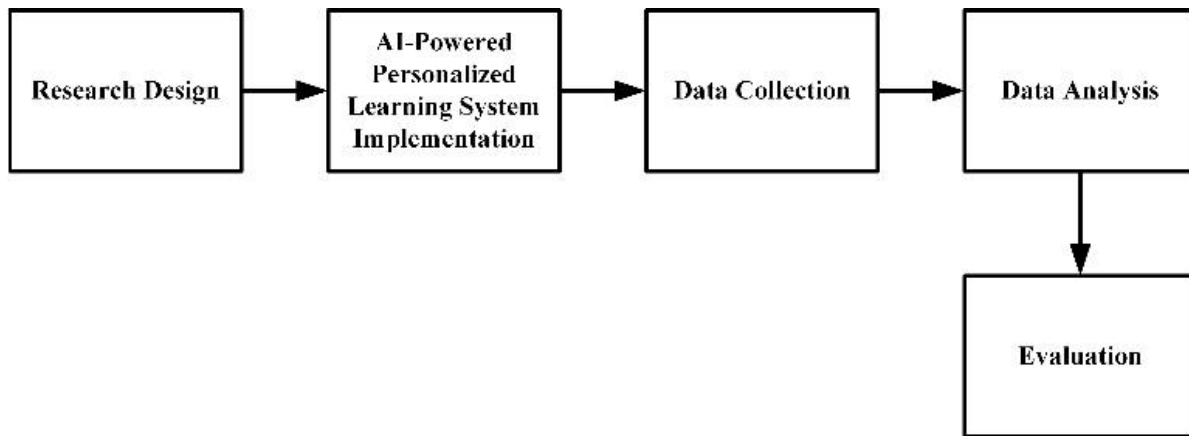 Research Design
AI-Powered
Personalized
Learning System
Implementation
Data Collection
Data Analysis
Evaluation